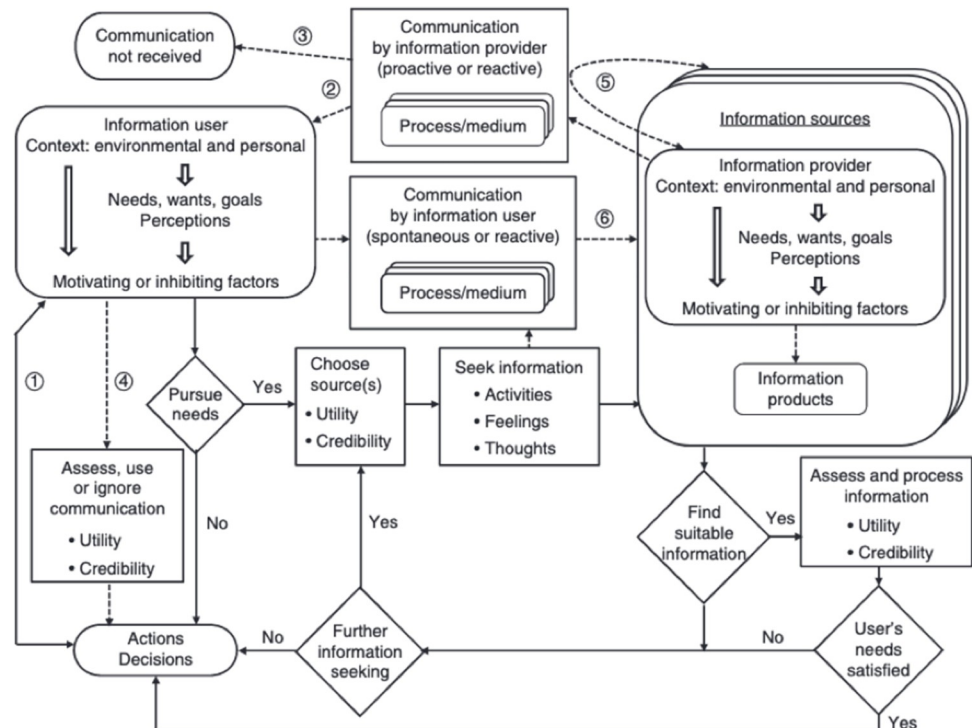 Communication
not received
③
Communication
by information provider
(proactive or reactive)
Process/medium
②
⑤
Information sources
Information user
Context: environmental and personal
Needs, wants, goals
Perceptions
Motivating or inhibiting factors
Communication
by information user
(spontaneous or reactive)
Process/medium
⑥
Information provider
Context: environmental and personal
Needs, wants, goals
Perceptions
Motivating or inhibiting factors
Information
products
①
④
Pursue
needs
Yes
Choose
source(s)
• Utility
• Credibility
Seek information
• Activities
• Feelings
• Thoughts
Assess, use
or ignore
communication
• Utility
• Credibility
No
Yes
Find
suitable
information
Yes
Assess and process
information
• Utility
• Credibility
Actions
Decisions
No
Further
information
seeking
No
User's
needs
satisfied
Yes